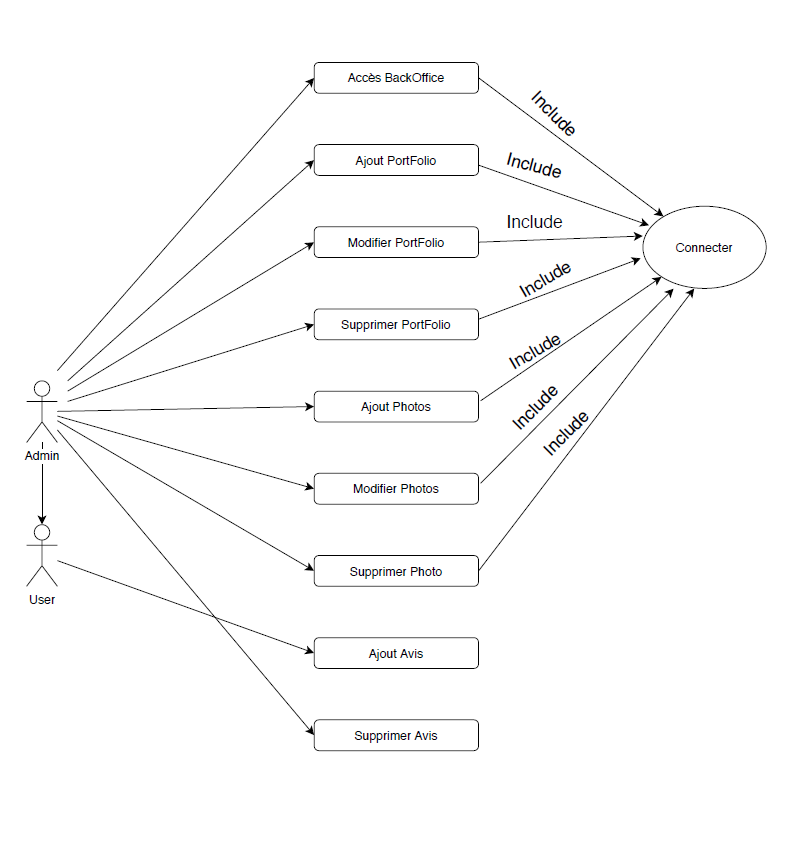 Accès BackOffice
Include
Ajout PortFolio
Include
Modifier PortFolio
Include
Connecter
Supprimer PortFolio
Include
Ajout Photos
Include
Modifier Photos
Include
Supprimer Photo
Include
Admin
User
Ajout Avis
Supprimer Avis